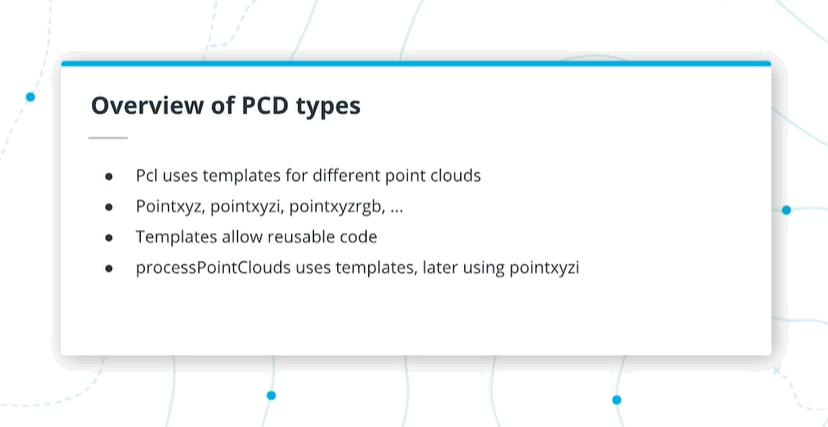 Overview of PCD types
● Pcl uses templates for different point clouds
● Pointxyz, pointxyzi, pointxyzrgb, ...
● Templates allow reusable code
● processPointClouds uses templates, later using pointxyzi